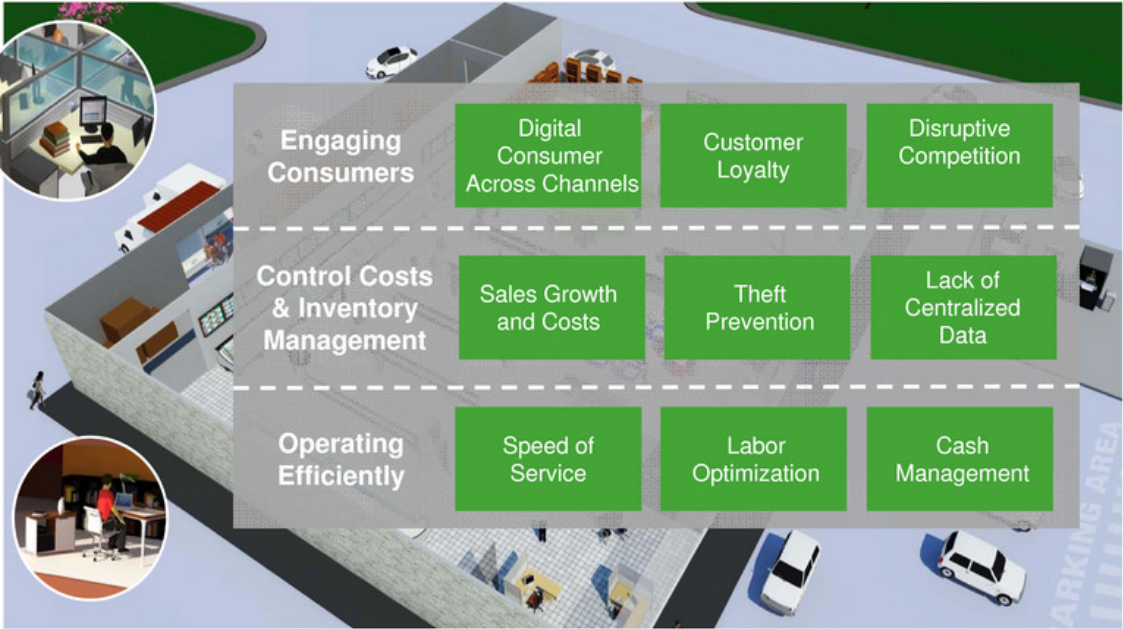 Engaging
Consumers
Digital
Consumer
Across Channels
Customer
Loyalty
Disruptive
Competition
Control Costs
& Inventory
Management
Sales Growth
and Costs
Theft
Prevention
Lack of
Centralized
Data
Operating
Efficiently
Speed of
Service
Labor
Optimization
Cash
Management
ARKING AREA